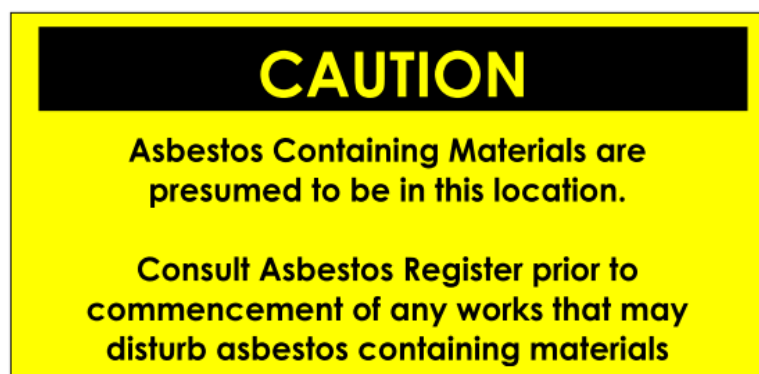 CAUTION
Asbestos Containing Materials are
presumed to be in this location.
Consult Asbestos Register prior to
commencement of any works that may
disturb asbestos containing materials